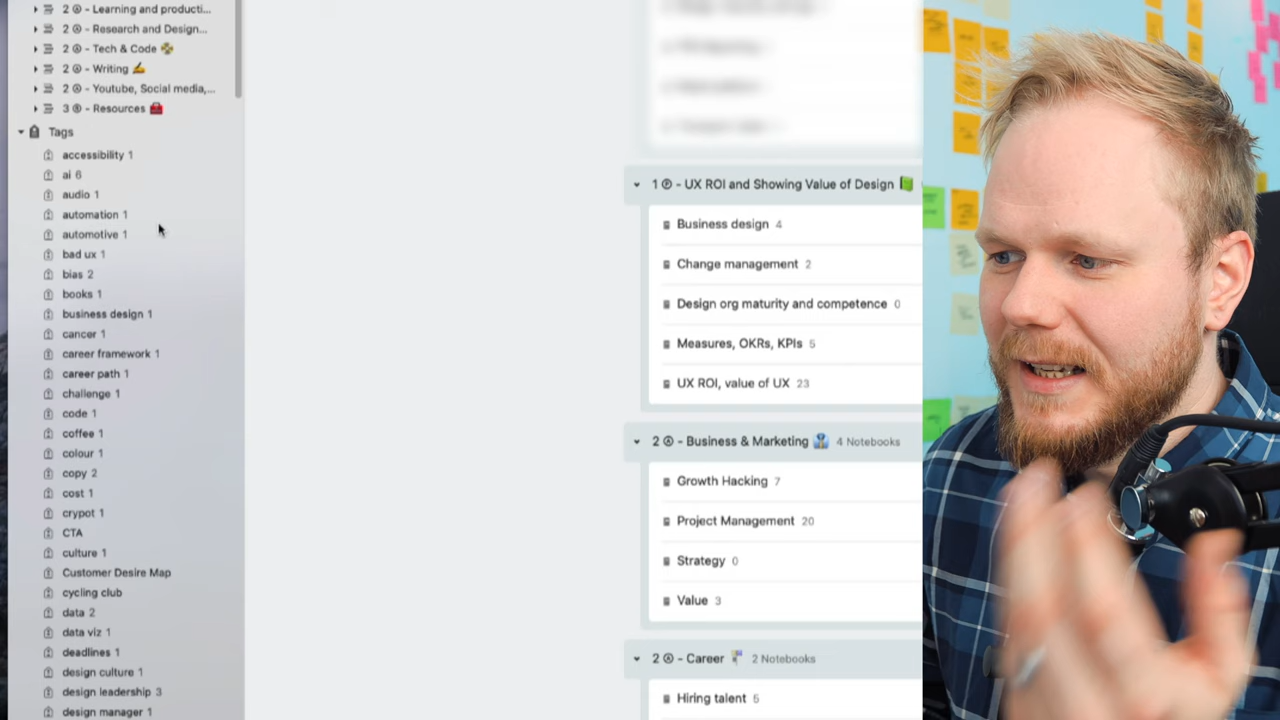 2 Ⓐ - Learning and producti...
2 Ⓐ - Research and Design...
2 Ⓐ - Tech & Code
2 Ⓐ - Writing ✍️
2 Ⓐ - Youtube, Social media,...
3 Ⓡ - Resources 🧰
Tags
accessibility 1
ai 6
audio 1
automation 1
automotive 1
bad ux 1
bias 2
books 1
business design 1
cancer 1
career framework 1
career path 1
challenge 1
code 1
coffee 1
colour 1
copy 2
cost 1
crypot 1
CTA
culture 1
Customer Desire Map
cycling club
data 2
data viz 1
deadlines 1
design culture 1
design leadership 3
design manager 1
1 Ⓟ - UX ROI and Showing Value of Design 📗
Business design 4
Change management 2
Design org maturity and competence 0
Measures, OKRs, KPIs 5
UX ROI, value of UX 23
2 Ⓐ - Business & Marketing 👔 4 Notebooks
Growth Hacking 7
Project Management 20
Strategy 0
Value 3
2 Ⓐ - Career 2 Notebooks
Hiring talent 5